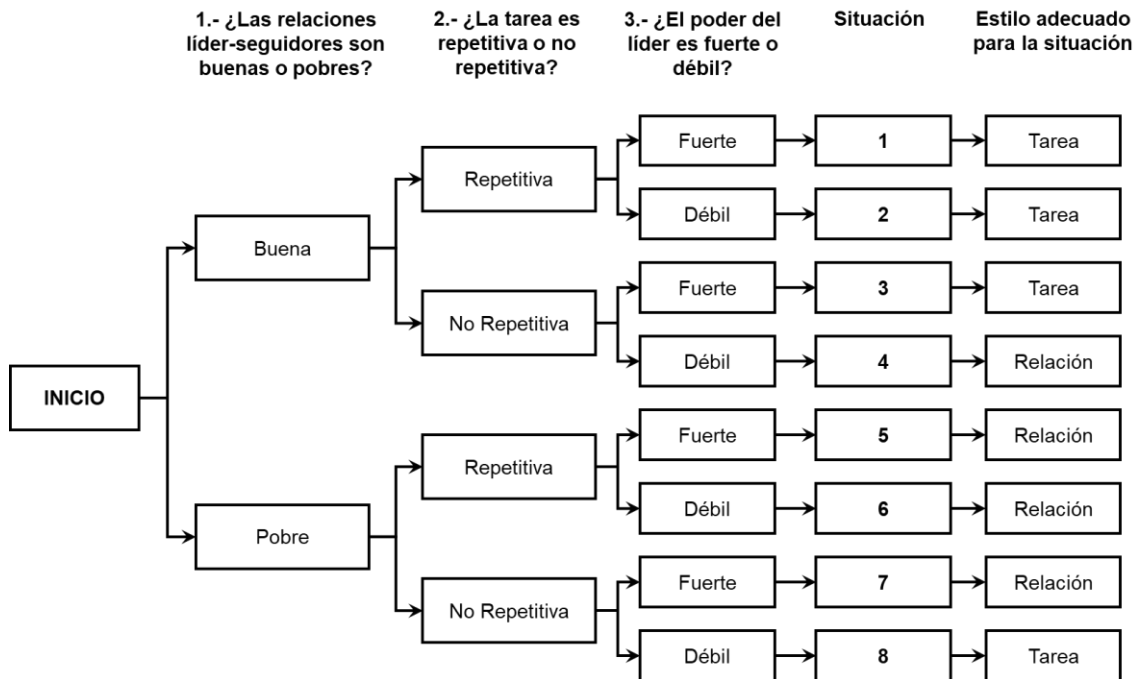 1.- ¿Las relaciones
líder-seguidores son
buenas o pobres?
2.- ¿La tarea es
repetitiva o no
repetitiva?
3.- ¿El poder del
líder es fuerte o
débil?
Situación
Estilo adecuado
para la situación
INICIO
Buena
Pobre
Repetitiva
No Repetitiva
Repetitiva
No Repetitiva
Fuerte
1
Tarea
Débil
2
Tarea
Fuerte
3
Tarea
Débil
4
Relación
Fuerte
5
Relación
Débil
6
Relación
Fuerte
7
Relación
Débil
8
Tarea